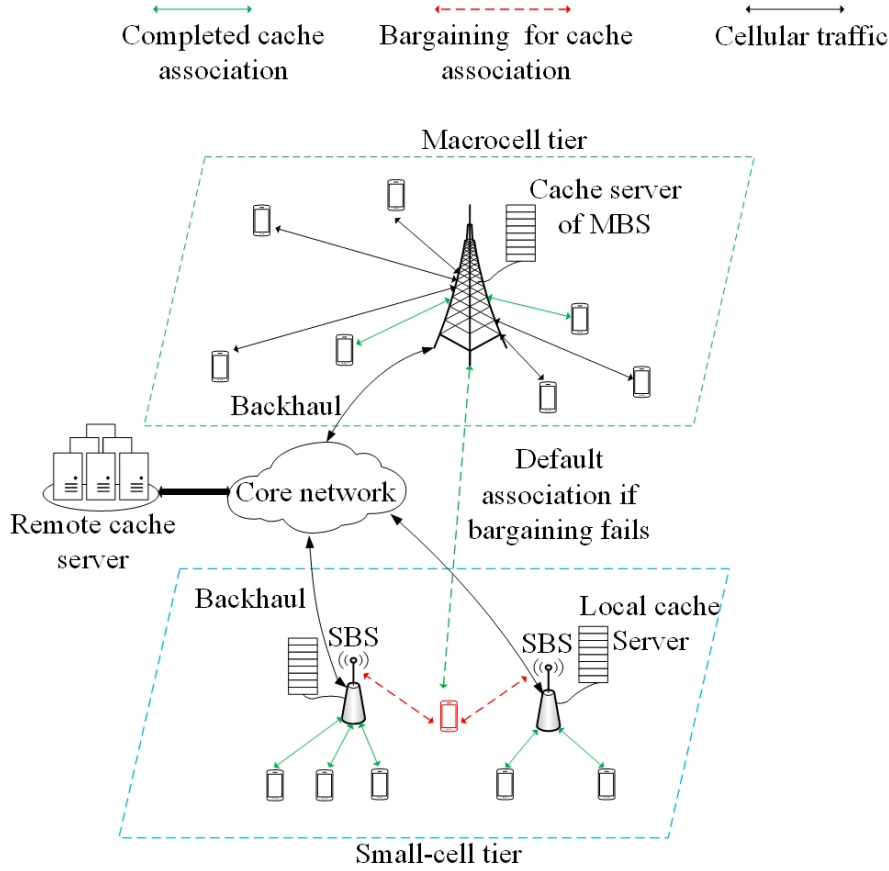 Completed cache
association
Bargaining for cache
association
Cellular traffic
Macrocell tier
Cache server
of MBS
Backhaul
Core network
Default
association if
bargaining fails
Remote cache
server
Backhaul
SBS
SBS
Local cache
Server
Small-cell tier